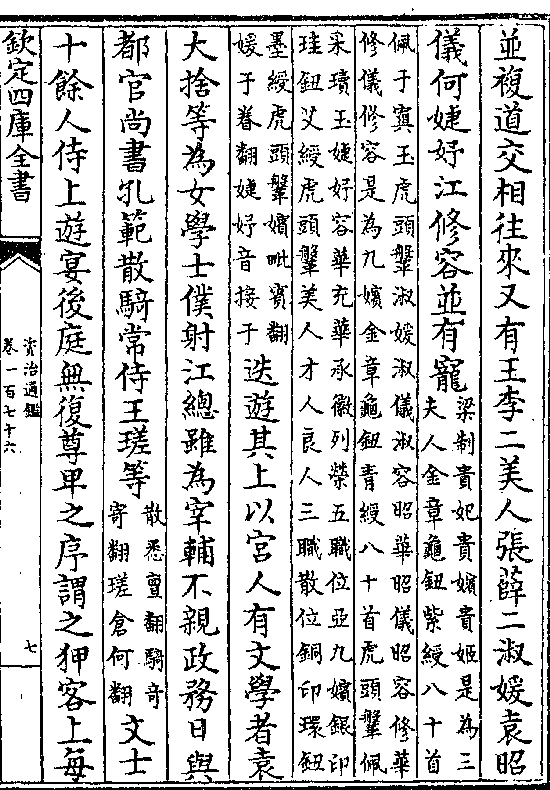 並複道交相往來又有王李二美人張薛二淑媛袁昭
儀何婕妤江修容並有寵
梁制貴妃貴嬪貴姬是為三
夫人金章龜鈕紫綬八十首
佩于窴玉虎頭鞶淑媛淑儀淑容昭華昭儀昭容修華
修儀修容是為九嬪金章龜鈕青綬八十首虎頭鞶佩
采瓄玉婕妤容華充華承徽列榮五職位亞九嬪銀印
珪鈕艾綬虎頭鞶美人才人良人三職散位銅印環鈕
墨綬虎頭鞶嬪毗賓翻
媛于眷翻婕妤音接于
迭遊其上以宮人有文學者袁
大捨等為女學士僕射江總雖為宰輔不親政務日與
都官尚書孔範散騎常侍王瑳等
散悉亶翻騎竒
寄翻瑳倉何翻
文士
十餘人侍上遊宴後庭無復尊卑之序謂之狎客上每
欽定四庫全書
資治通鑑
卷一百七十六
七